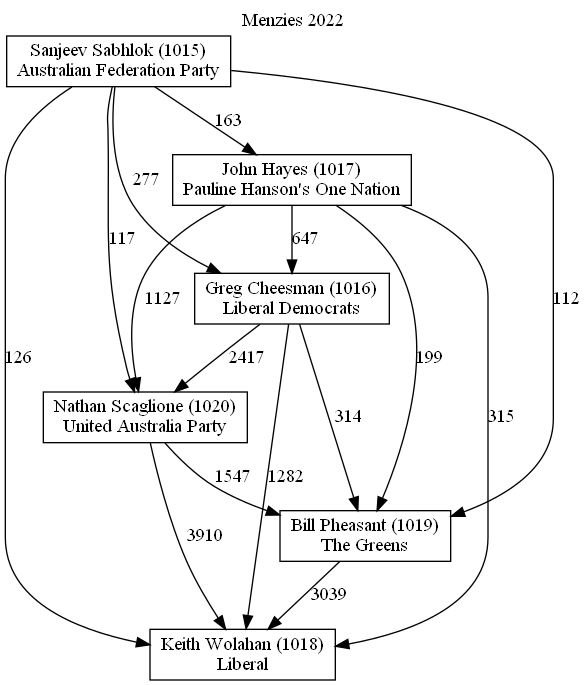 Menzies 2022
Sanjeev Sabhlok (1015)
Australian Federation Party
163
John Hayes (1017)
Pauline Hanson's One Nation
277
117
647
1127
112
Greg Cheesman (1016)
Liberal Democrats
126
2417
199
Nathan Scaglione (1020)
United Australia Party
314
315
1547
1282
Bill Pheasant (1019)
The Greens
3910
3039
Keith Wolahan (1018)
Liberal